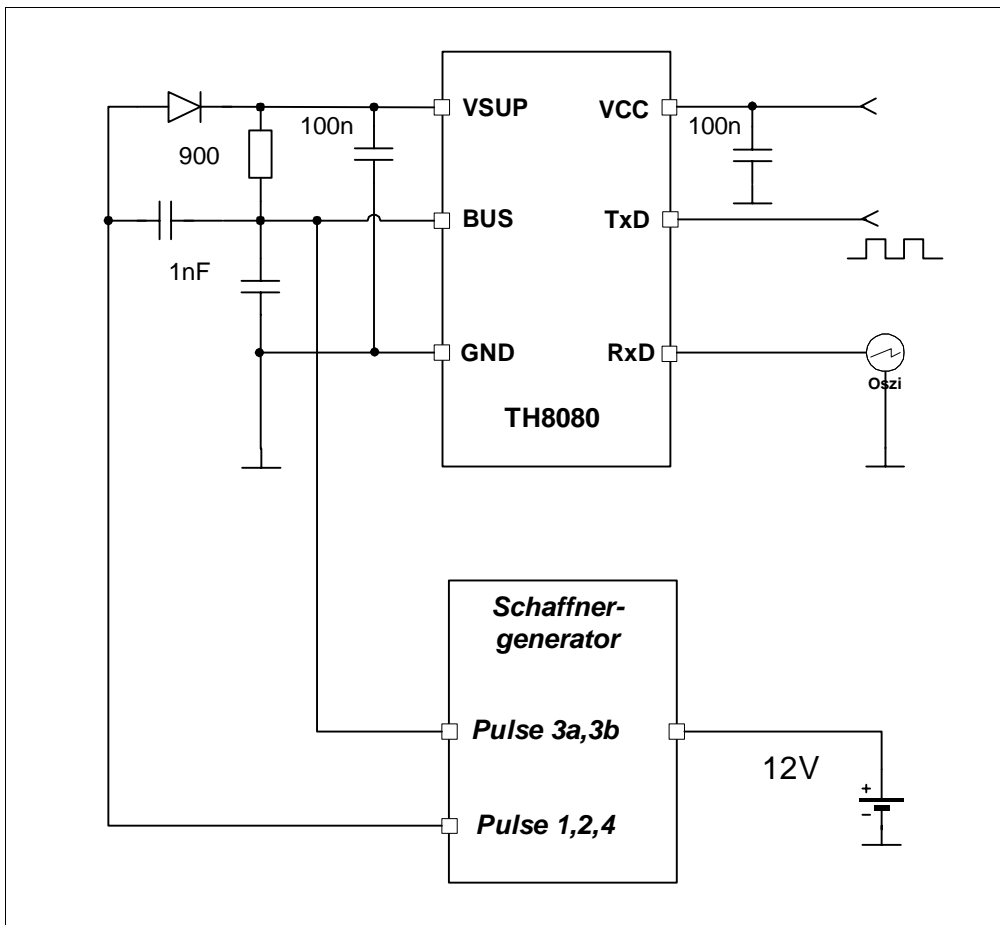 VSUP
VCC
100n
100n
900
BUS
TxD
1nF
GND
RxD
Oszi
TH8080
Schaffner-
generator
Pulse 3a,3b
12V
+
−
Pulse 1,2,4